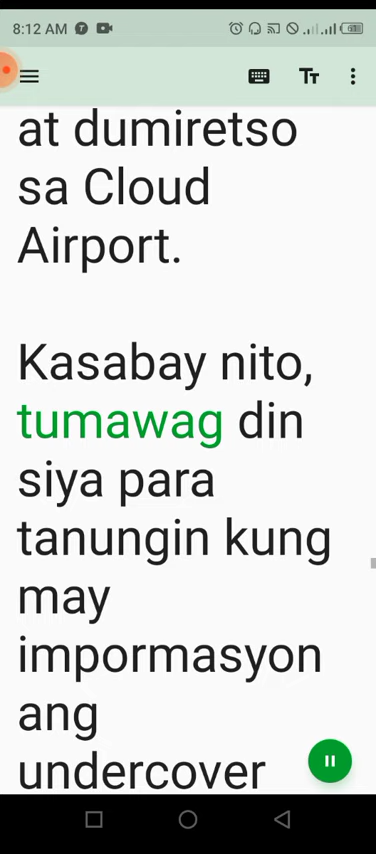 8:12 AM
at dumiretso
sa Cloud
Airport.
Kasabay nito,
tumawag din
siya para
tanungin kung
may
impormasyon
ang
undercover